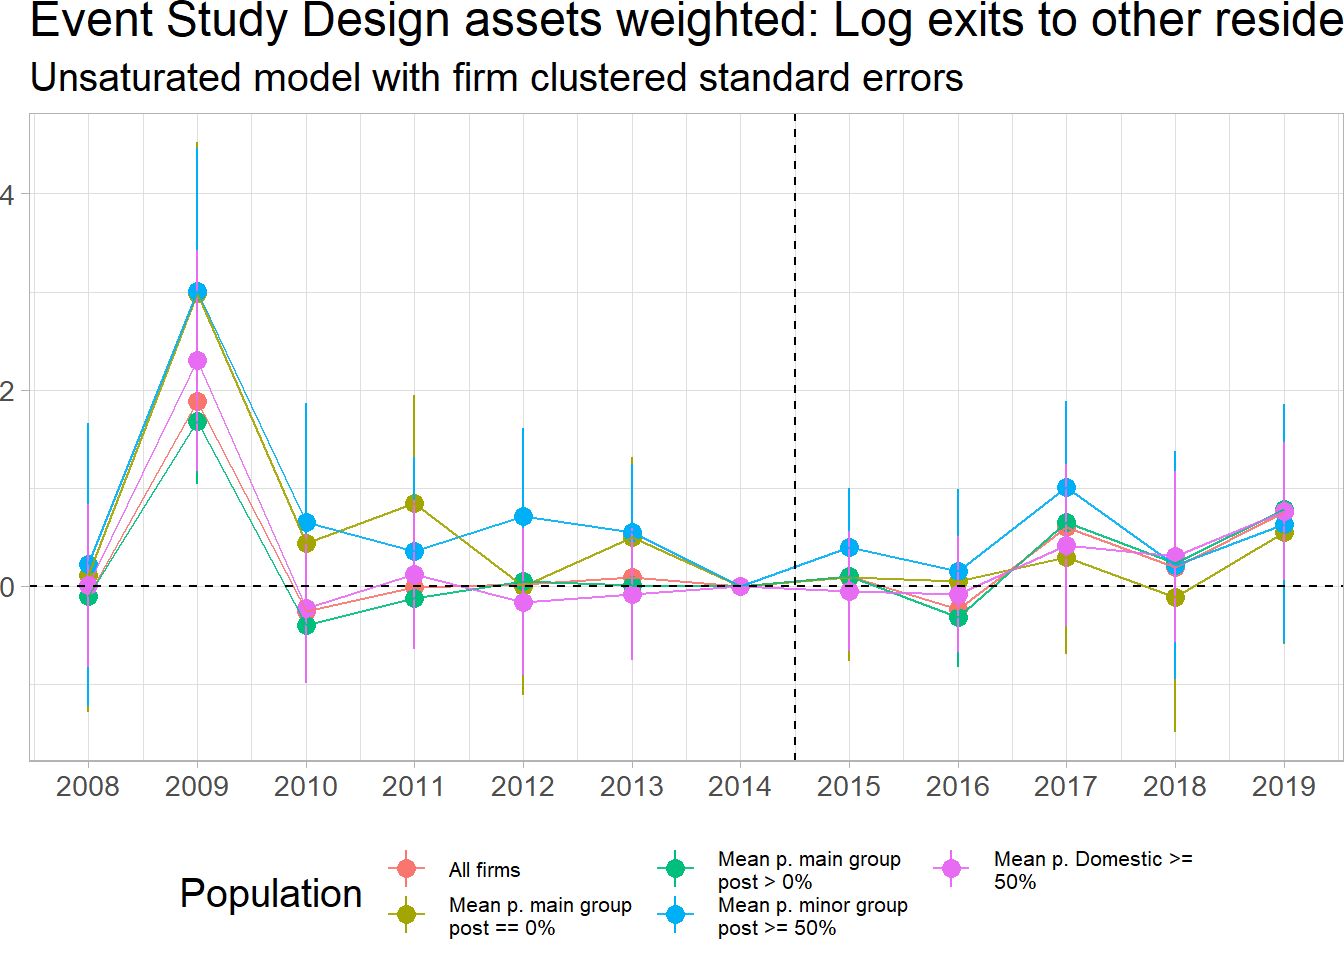 Event Study Design assets weighted: Log exits to other reside
Unsaturated model with firm clustered standard errors
4
2
0
2008 2009 2010 2011 2012 2013 2014 2015 2016 2017 2018 2019
Population
All firms
Mean p. main group
post == 0%
Mean p. main group
post > 0%
Mean p. minor group
post >= 50%
Mean p. Domestic >=
50%